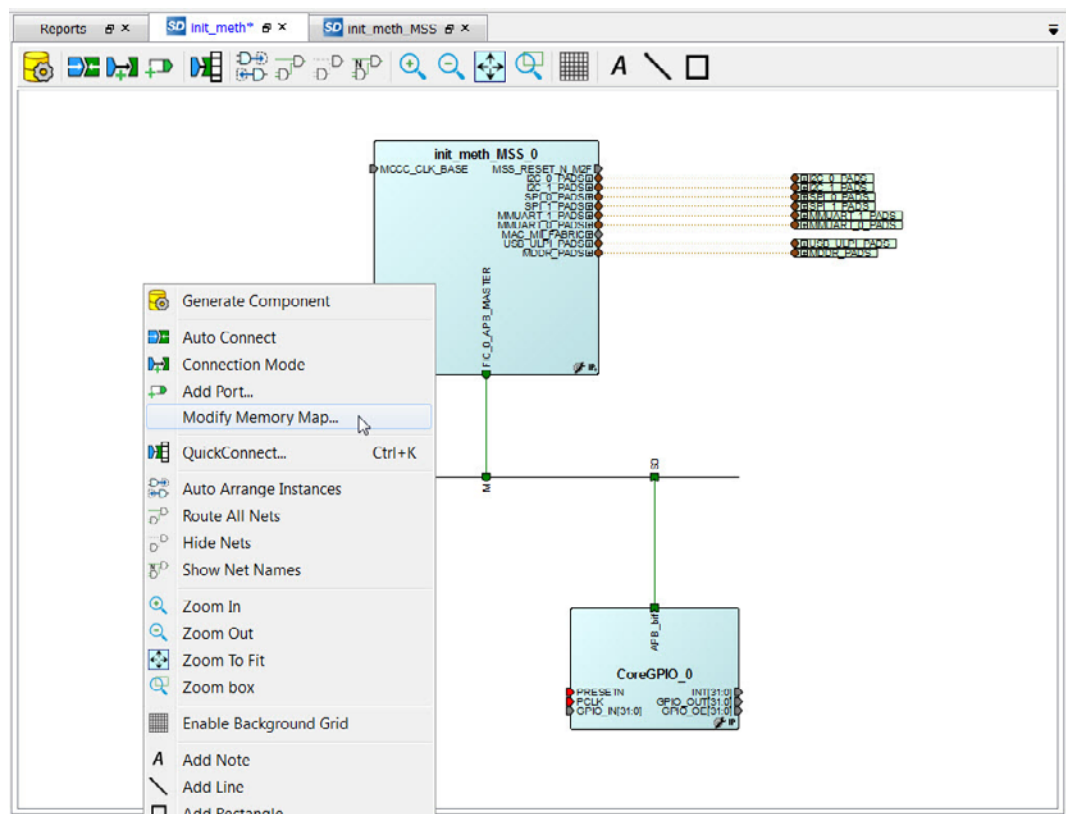 Reports
init_meth*
init_meth_MSS
A
init_meth_MSS_0
MCCC_CLK_BASE
MSS_RESET_N_M2F
I2C_0_PADS
I2C_1_PADS
SPI_0_PADS
SPI_1_PADS
MMUART_1_PADS
MMUART_0_PADS
MAC_MII_FABRIC
USB_ULPI_PADS
MDDR_PADS
I2C_0_PADS
I2C_1_PADS
SPI_0_PADS
SPI_1_PADS
MMUART_1_PADS
MMUART_0_PADS
USB_ULPI_PADS
MDDR_PADS
FIC_0_APB_MASTER
Generate Component
Auto Connect
Connection Mode
Add Port...
Modify Memory Map...
QuickConnect... Ctrl+K
Auto Arrange Instances
Route All Nets
Hide Nets
Show Net Names
Zoom In
Zoom Out
Zoom To Fit
Zoom box
Enable Background Grid
A Add Note
Add Line
Add Rectangle
M
S0
APB_bif
CoreGPIO_0
PRESETN
PCLK
GPIO_IN[31:0]
INT[31:0]
GPIO_OUT[31:0]
GPIO_OE[31:0]
IP